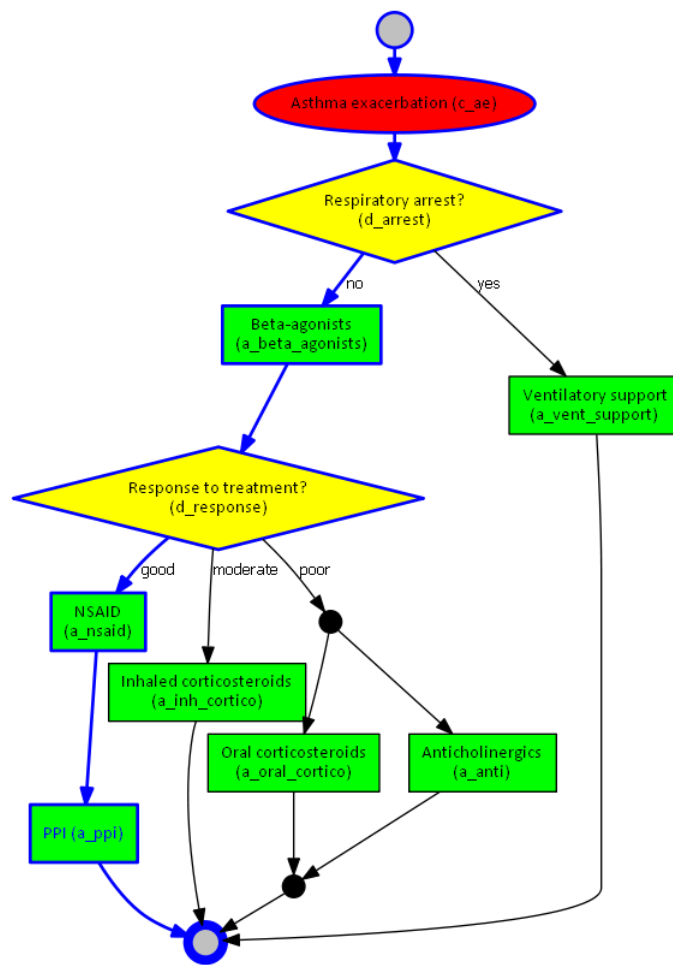 Asthma exacerbation (c_ae)
Respiratory arrest?
(d_arrest)
no
yes
Beta-agonists
(a_beta_agonists)
Ventilatory support
(a_vent_support)
Response to treatment?
(d_response)
good
moderate
poor
NSAID
(a_nsaid)
Inhaled corticosteroids
(a_inh_cortico)
Oral corticosteroids
(a_oral_cortico)
Anticholinergics
(a_anti)
PPI (a_ppi)